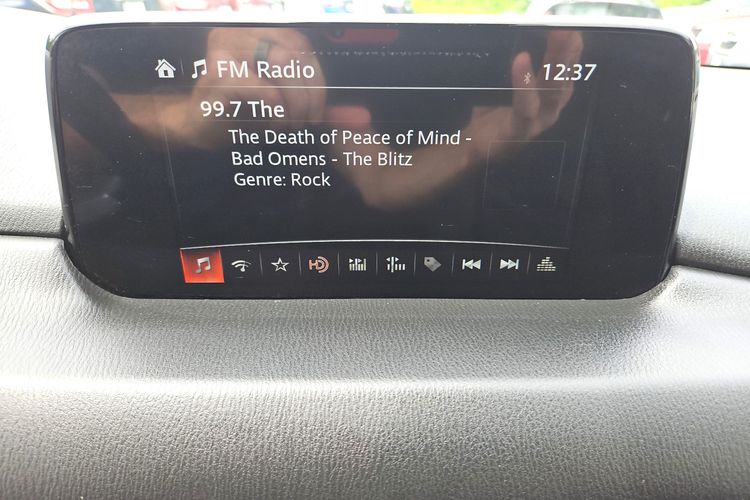 FM Radio
12:37
99.7 The
The Death of Peace of Mind -
Bad Omens - The Blitz
Genre: Rock
HD